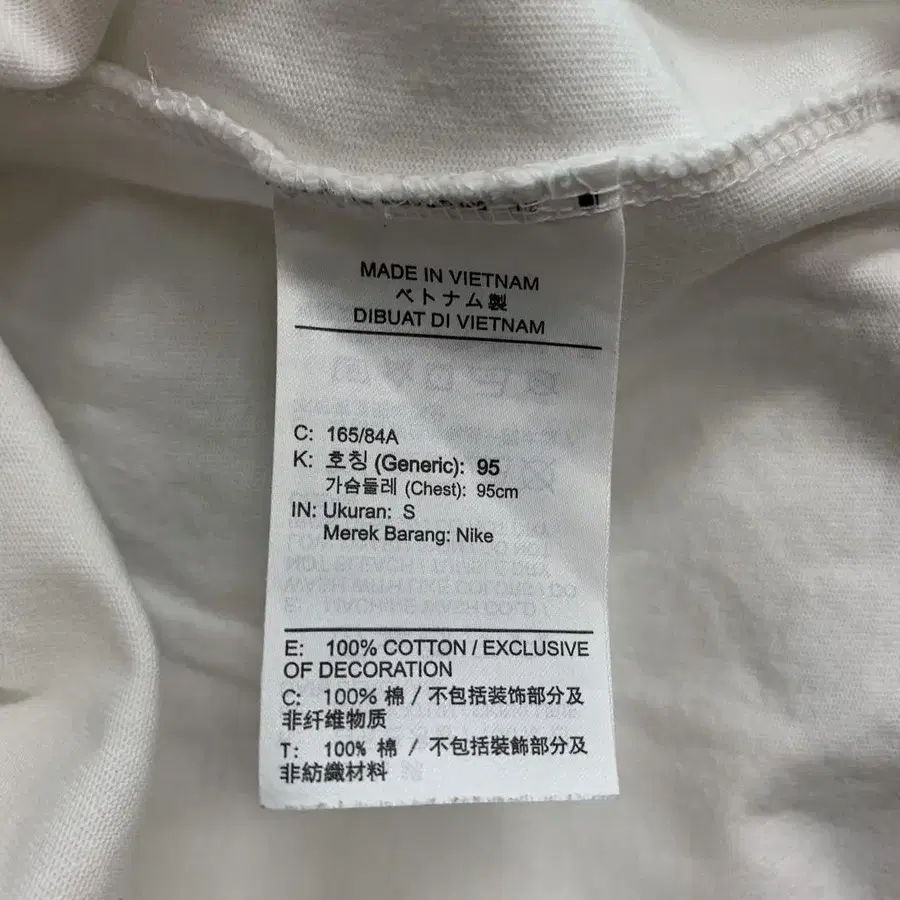 MADE IN VIETNAM
ベトナム製
DIBUAT DI VIETNAM
C: 165/84A
K: 호칭 (Generic): 95
가슴둘레 (Chest): 95cm
IN: Ukuran: S
Merek Barang: Nike
E: 100% COTTON / EXCLUSIVE
OF DECORATION
C: 100% 棉 / 不包括装饰部分及
非纤维物质
T: 100% 棉 / 不包括裝飾部分及
非紡織材料